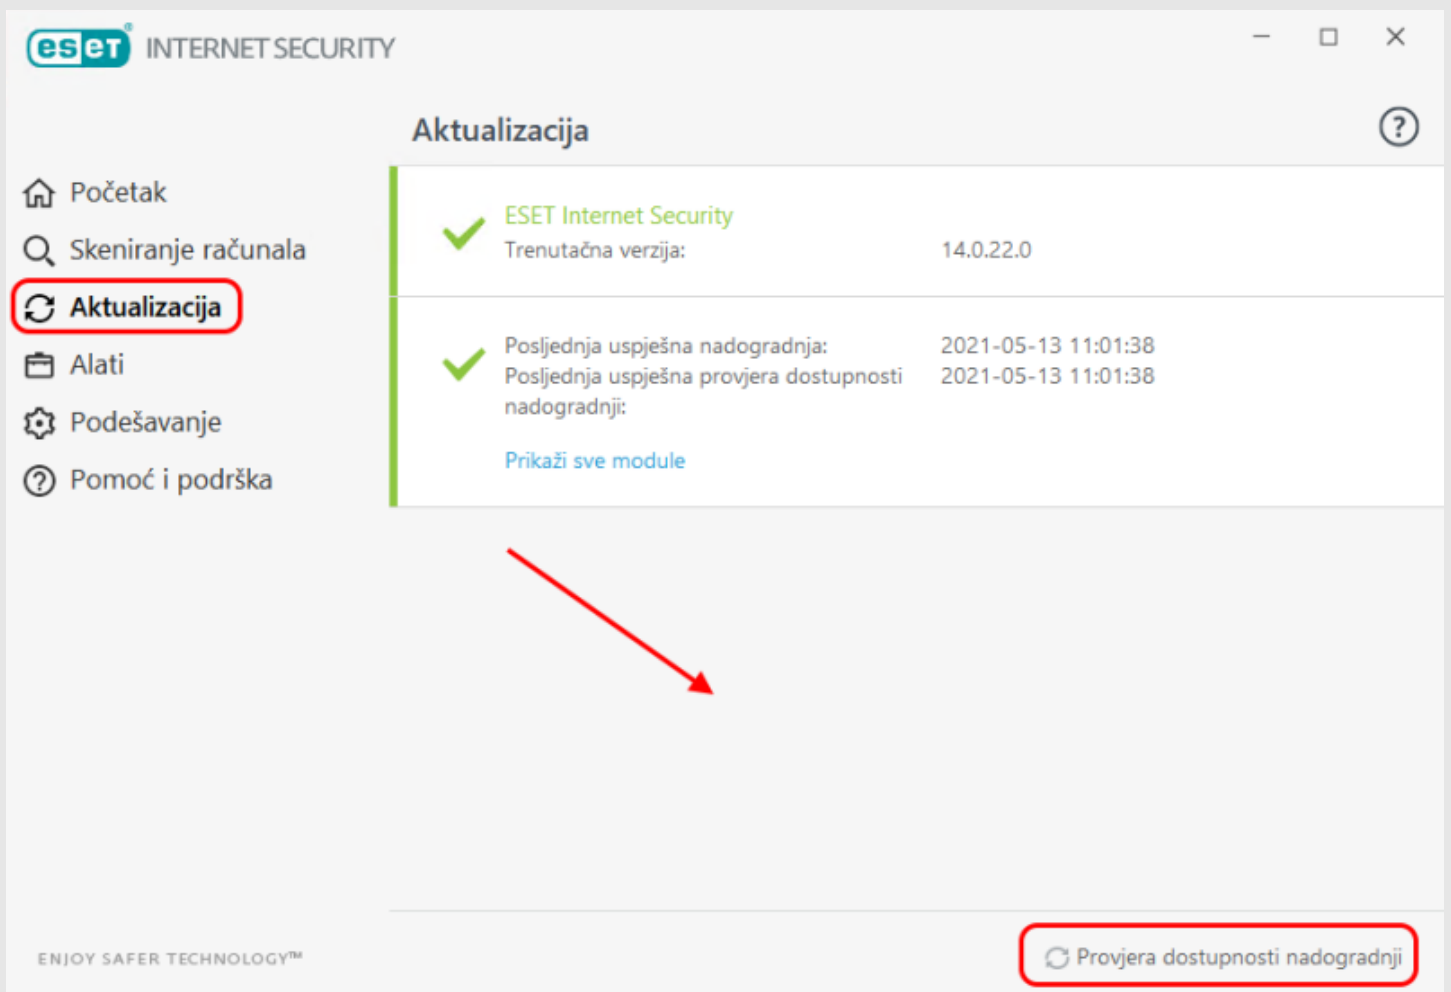 eseT® INTERNET SECURITY
Aktualizacija
Početak
Skeniranje računala
Aktualizacija
Alati
Podešavanje
Pomoć i podrška
ESET Internet Security
Trenutačna verzija: 14.0.22.0
Posljednja uspješna nadogradnja: 2021-05-13 11:01:38
Posljednja uspješna provjera dostupnosti 2021-05-13 11:01:38
nadogradnji:
Prikaži sve module
ENJOY SAFER TECHNOLOGY™
Provjera dostupnosti nadogradnji